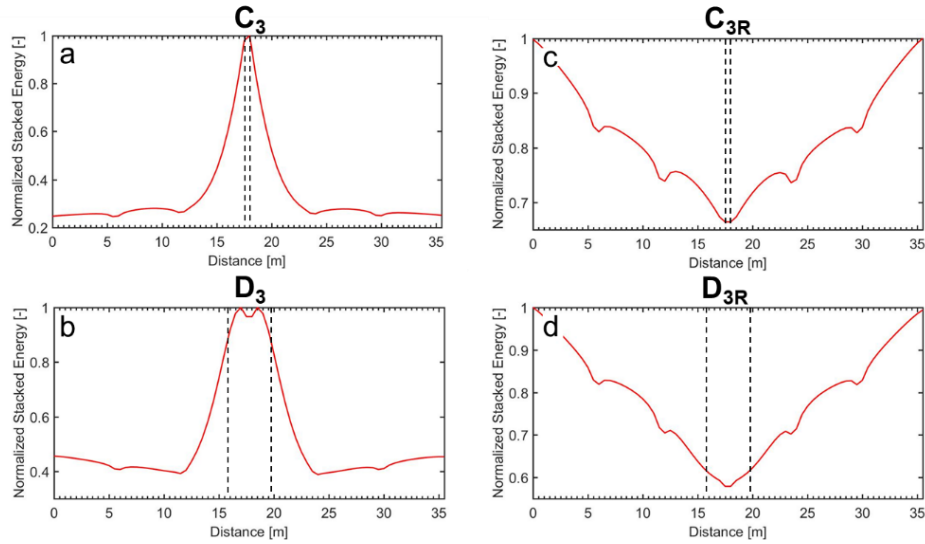 C3
a
Normalized Stacked Energy [-]
1
0.8
0.6
0.4
0.2
0 5 10 15 20 25 30 35
Distance [m]
C3R
c
Normalized Stacked Energy [-]
1
0.9
0.8
0.7
0 5 10 15 20 25 30 35
Distance [m]
D3
b
Normalized Stacked Energy [-]
1
0.8
0.6
0.4
0 5 10 15 20 25 30 35
Distance [m]
D3R
d
Normalized Stacked Energy [-]
1
0.9
0.8
0.7
0.6
0 5 10 15 20 25 30 35
Distance [m]